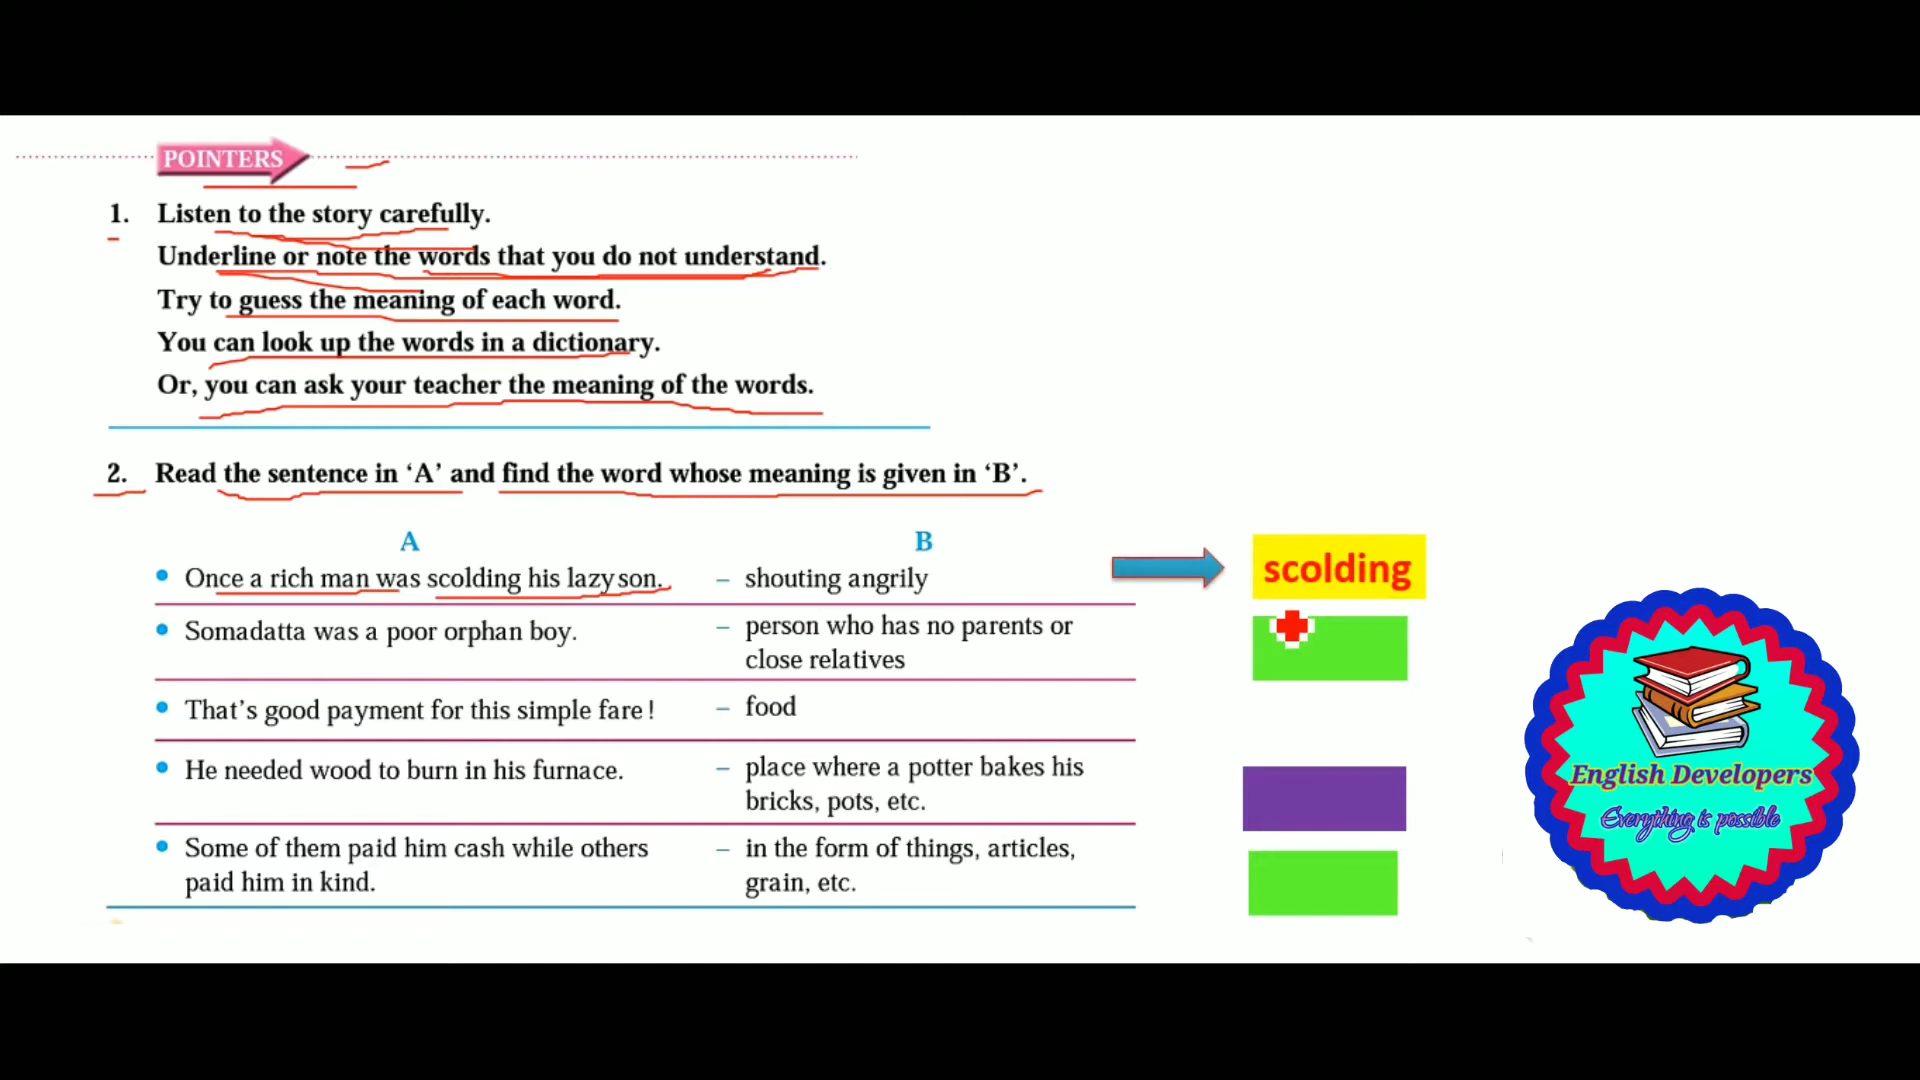 POINTERS
1. Listen to the story carefully.
Underline or note the words that you do not understand.
Try to guess the meaning of each word.
You can look up the words in a dictionary.
Or, you can ask your teacher the meaning of the words.
2. Read the sentence in ‘A’ and find the word whose meaning is given in ‘B’.
A B
• Once a rich man was scolding his lazy son. – shouting angrily
scolding
• Somadatta was a poor orphan boy. – person who has no parents or
close relatives
• That’s good payment for this simple fare! – food
• He needed wood to burn in his furnace. – place where a potter bakes his
bricks, pots, etc.
• Some of them paid him cash while others – in the form of things, articles,
paid him in kind. grain, etc.
English Developers
Everything is possible